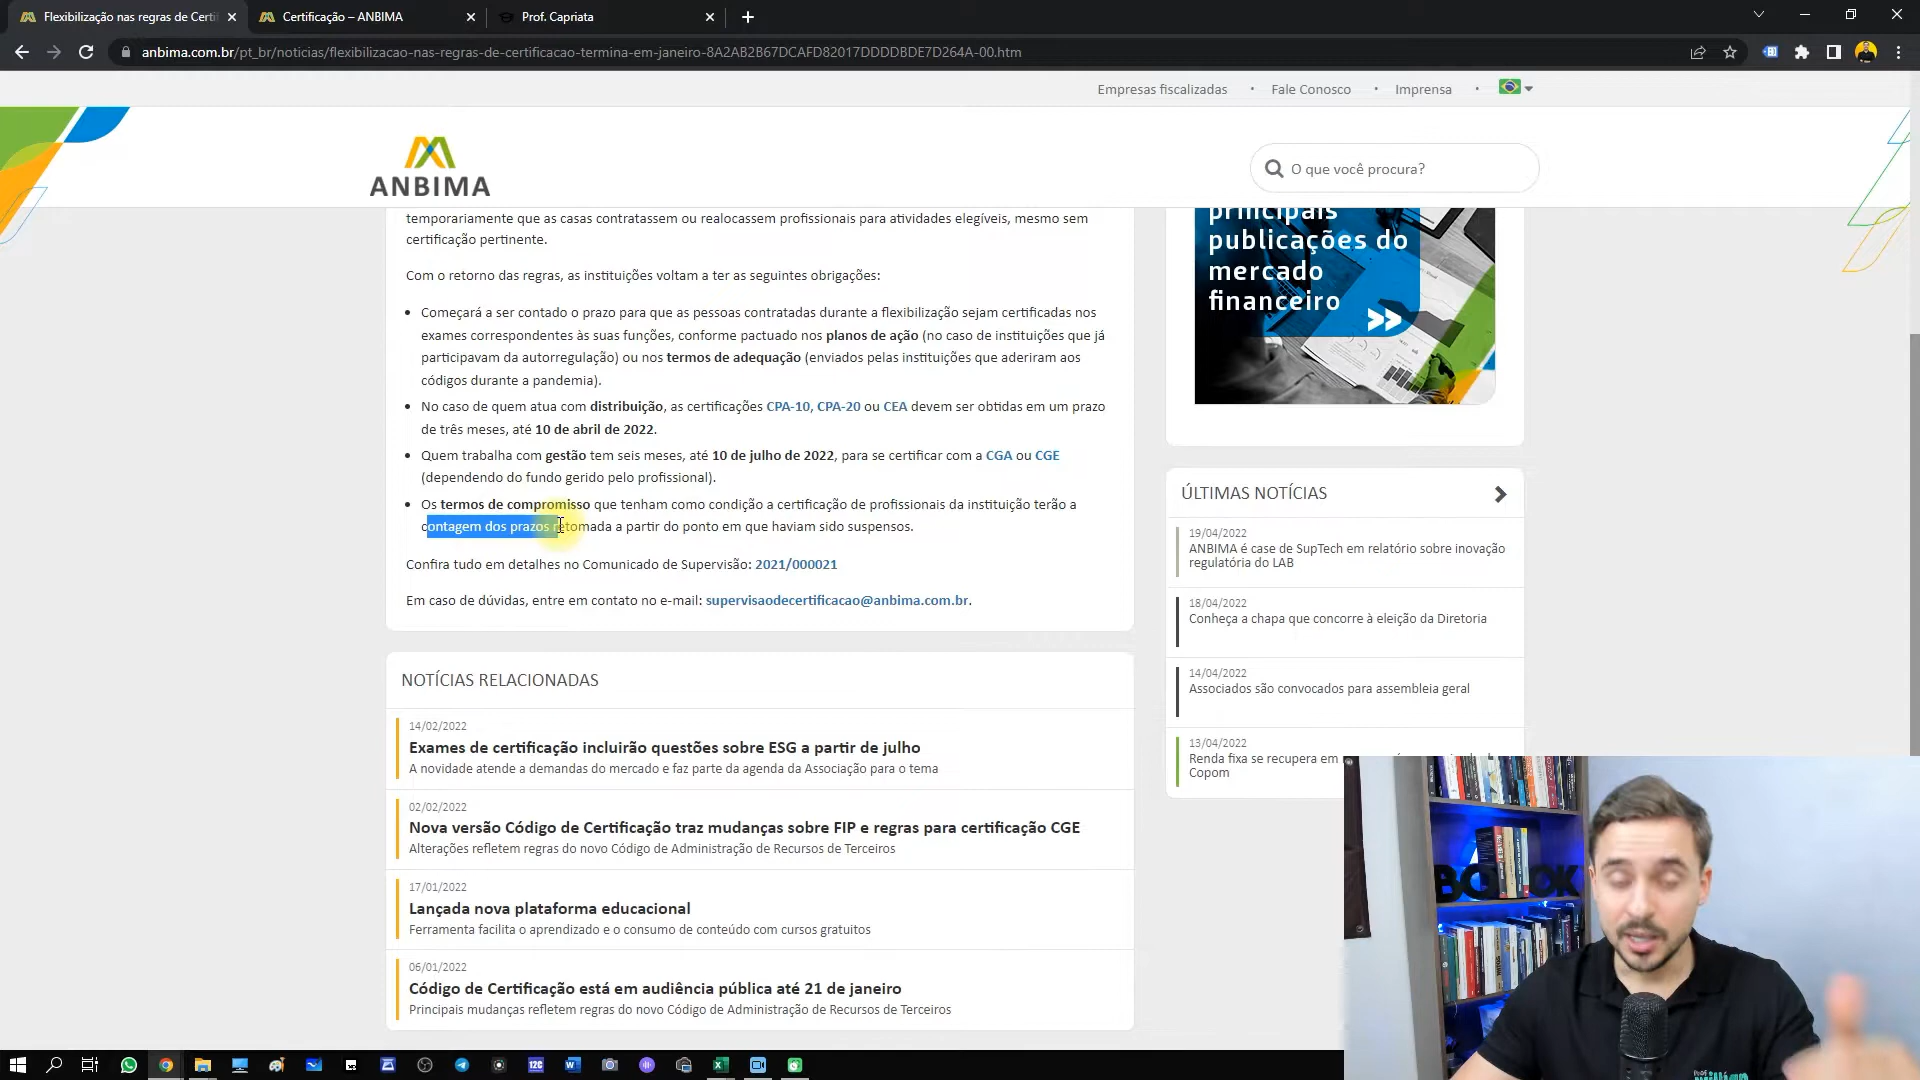 Flexibilização nas regras de Certi
Certificação – ANBIMA
Prof. Capriata
anbima.com.br/pt_br/noticias/flexibilizacao-nas-regras-de-certificacao-termina-em-janeiro-8A2AB2B67DCAFD82017DDDDBDE7D264A-00.htm
Empresas fiscalizadas • Fale Conosco • Imprensa •
ANBIMA
O que você procura?
temporariamente que as casas contratassem ou realocassem profissionais para atividades elegíveis, mesmo sem
certificação pertinente.
Com o retorno das regras, as instituições voltam a ter as seguintes obrigações:
• Começará a ser contado o prazo para que as pessoas contratadas durante a flexibilização sejam certificadas nos
exames correspondentes às suas funções, conforme pactuado nos planos de ação (no caso de instituições que já
participavam da autorregulação) ou nos termos de adequação (enviados pelas instituições que aderiram aos
códigos durante a pandemia).
• No caso de quem atua com distribuição, as certificações CPA-10, CPA-20 ou CEA devem ser obtidas em um prazo
de três meses, até 10 de abril de 2022.
• Quem trabalha com gestão tem seis meses, até 10 de julho de 2022, para se certificar com a CGA ou CGE
(dependendo do fundo gerido pelo profissional).
• Os termos de compromisso que tenham como condição a certificação de profissionais da instituição terão a
contagem dos prazos retomada a partir do ponto em que haviam sido suspensos.
Confira tudo em detalhes no Comunicado de Supervisão: 2021/000021
Em caso de dúvidas, entre em contato no e-mail: supervisaodecertificacao@anbima.com.br.
NOTÍCIAS RELACIONADAS
14/02/2022
Exames de certificação incluirão questões sobre ESG a partir de julho
A novidade atende a demandas do mercado e faz parte da agenda da Associação para o tema
02/02/2022
Nova versão Código de Certificação traz mudanças sobre FIP e regras para certificação CGE
Alterações refletem regras do novo Código de Administração de Recursos de Terceiros
17/01/2022
Lançada nova plataforma educacional
Ferramenta facilita o aprendizado e o consumo de conteúdo com cursos gratuitos
06/01/2022
Código de Certificação está em audiência pública até 21 de janeiro
Principais mudanças refletem regras do novo Código de Administração de Recursos de Terceiros
principais
publicações do
mercado
financeiro
ÚLTIMAS NOTÍCIAS
19/04/2022
ANBIMA é case de SupTech em relatório sobre inovação
regulatória do LAB
18/04/2022
Conheça a chapa que concorre à eleição da Diretoria
14/04/2022
Associados são convocados para assembleia geral
13/04/2022
Renda fixa se recupera em
Copom
12C